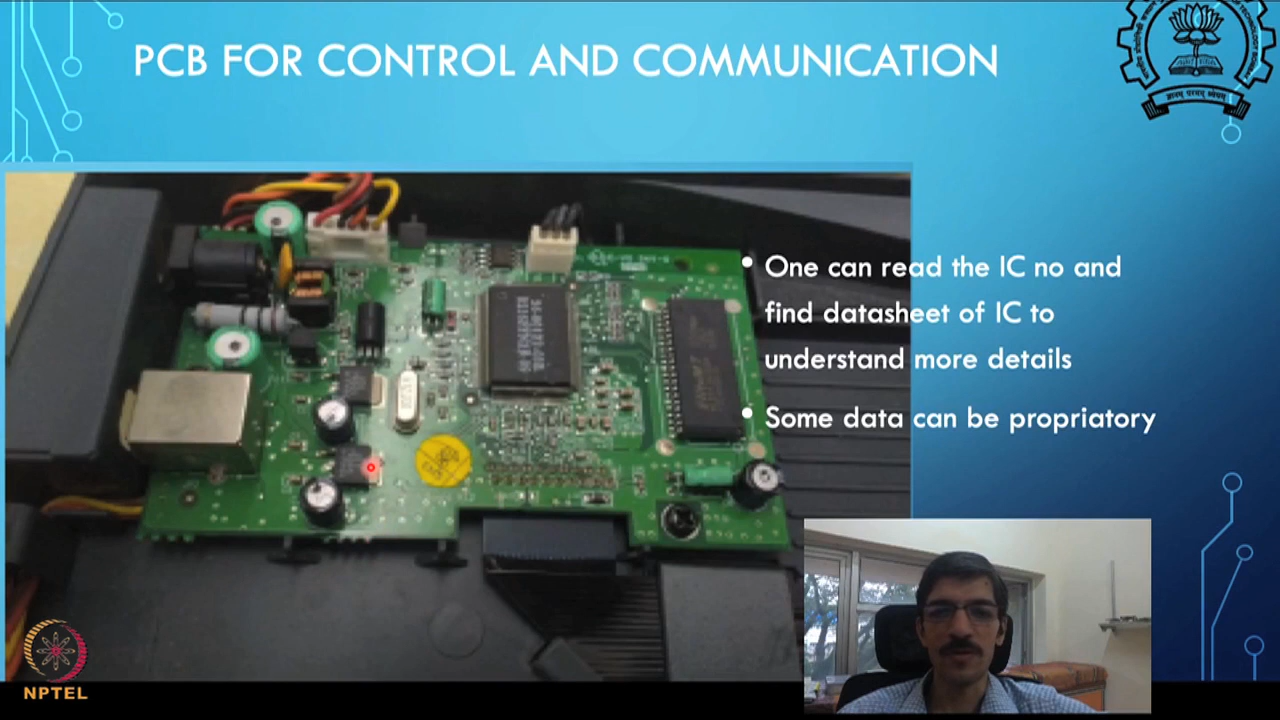 PCB FOR CONTROL AND COMMUNICATION
• One can read the IC no and
find datasheet of IC to
understand more details
• Some data can be propriatory
NPTEL